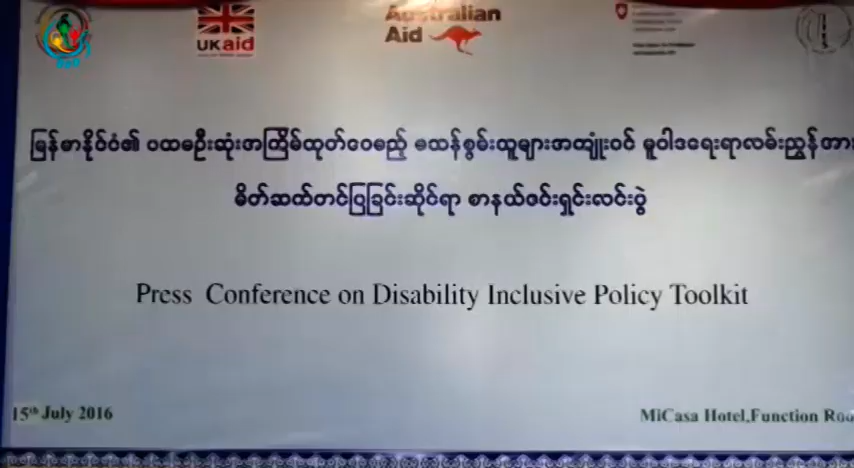 UKaid
Australian
Aid
မြန်မာနိုင်ငံ၏ ပထမဦးဆုံးအကြိမ်ထုတ်ဝေမည့် မသန်စွမ်းသူများအကျုံးဝင် မူဝါဒရေးရာလမ်းညွှန်
မိတ်ဆက်တင်ပြခြင်းဆိုင်ရာ စာနယ်ဇင်းရှင်းလင်းပွဲ
Press Conference on Disability Inclusive Policy Toolkit
15th July 2016
MiCasa Hotel,Function